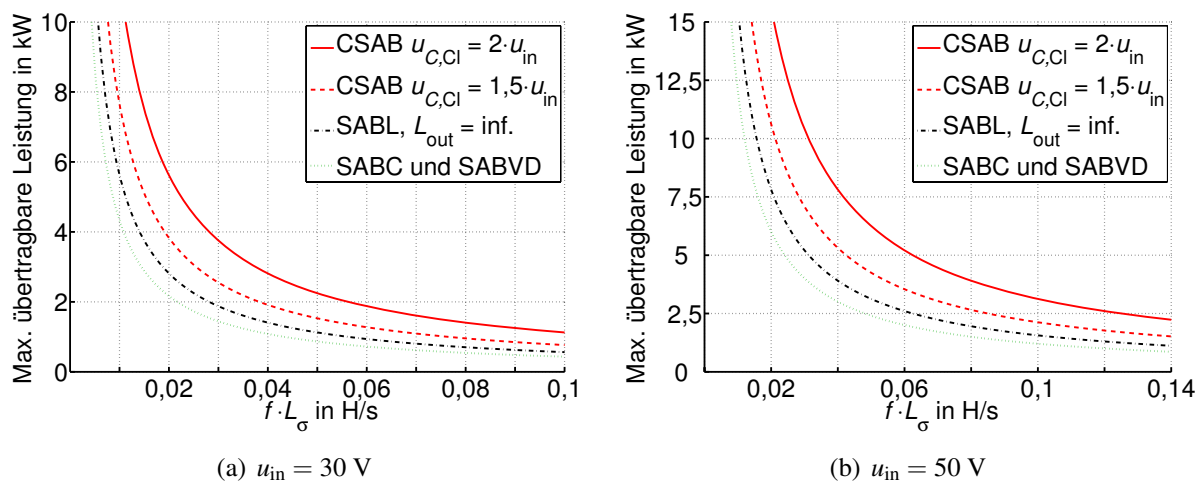 Max. übertragbare Leistung in kW
10
8
6
4
2
0
0,02
0,04
0,06
0,08
0,1
f·Lσ in H/s
CSAB uC,Cl = 2·uin
CSAB uC,Cl = 1,5·uin
SABL, Lout = inf.
SABC und SABVD
(a) uin = 30 V
Max. übertragbare Leistung in kW
15
12,5
10
7,5
5
2,5
0
0,02
0,06
0,1
0,14
f·Lσ in H/s
CSAB uC,Cl = 2·uin
CSAB uC,Cl = 1,5·uin
SABL, Lout = inf.
SABC und SABVD
(b) uin = 50 V